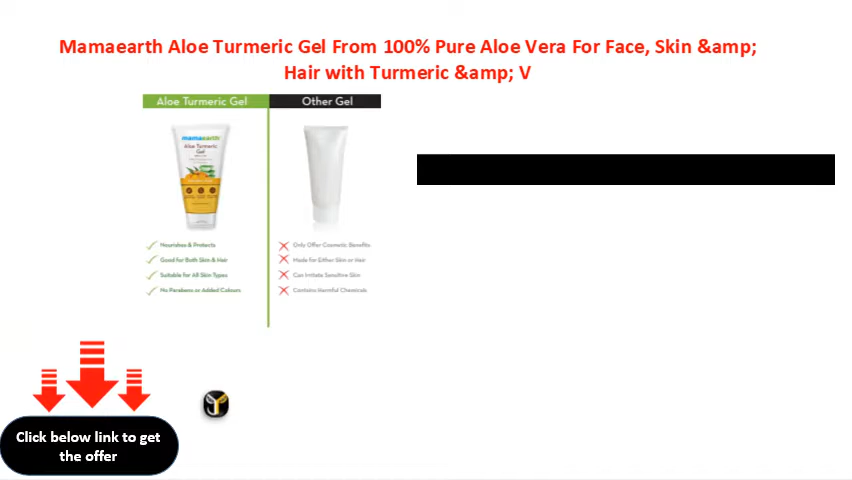 Mamaearth Aloe Turmeric Gel From 100% Pure Aloe Vera For Face, Skin &amp;
Hair with Turmeric &amp; V
Aloe Turmeric Gel
Other Gel
mamaearth
Aloe Turmeric
Gel
Nourishes & Protects
Only Offer Cosmetic Benefits
Good for Both Skin & Hair
Made for Either Skin or Hair
Suitable for All Skin Types
Can Irritate Sensitive Skin
No Parabens or Added Colours
Contains Harmful Chemicals
Click below link to get
the offer